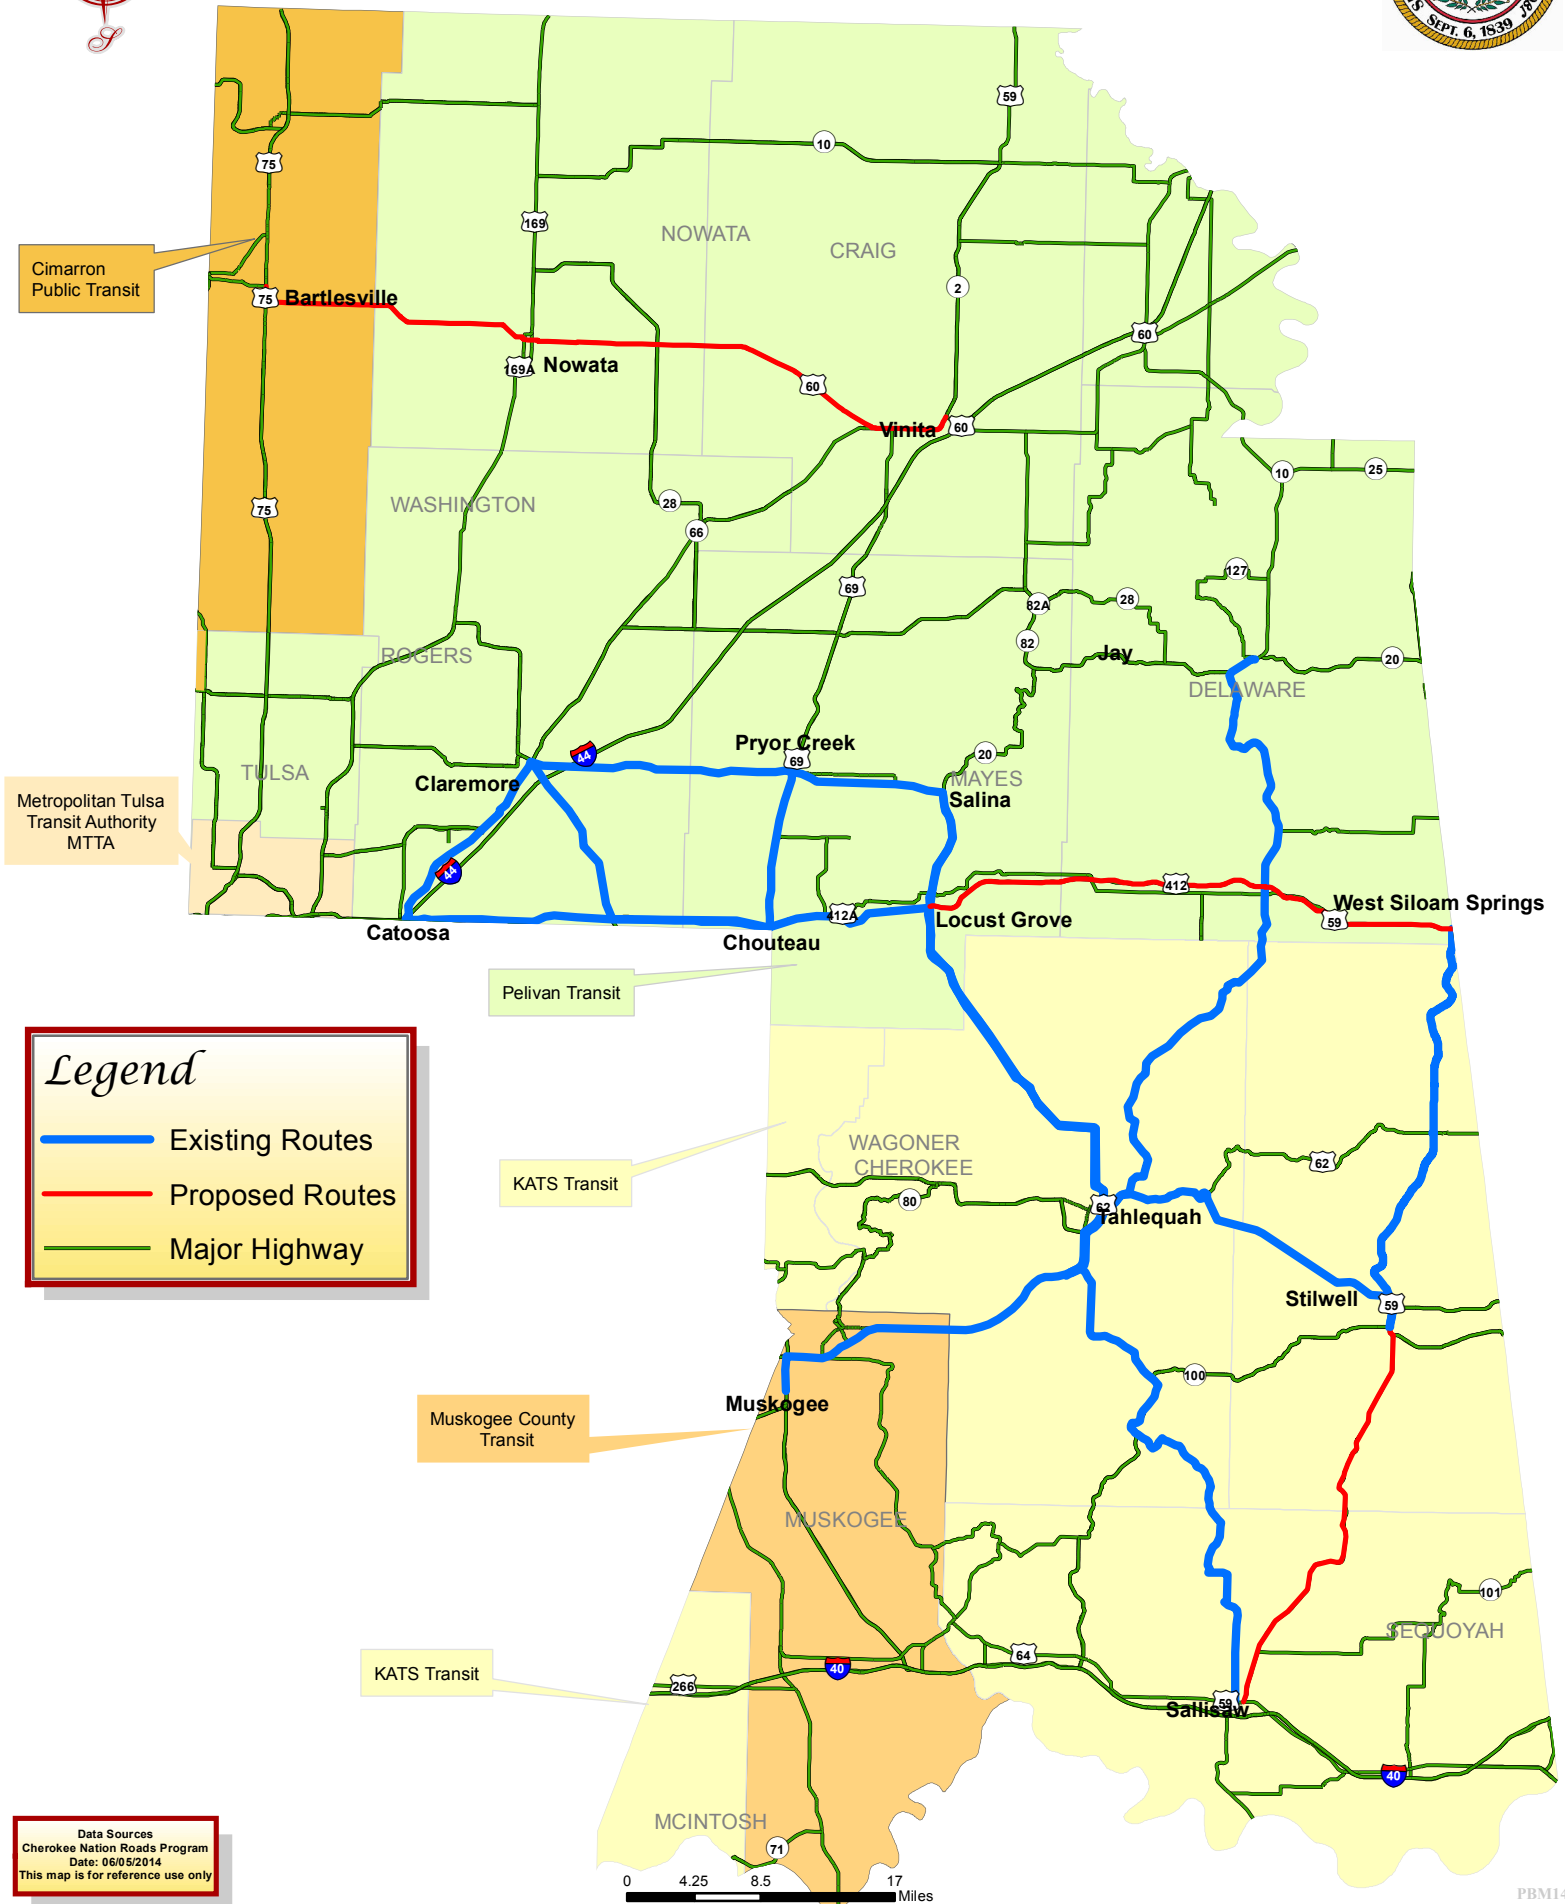 S
SEPT. 6, 1839
59
10
75
169
NOWATA
CRAIG
Cimarron
Public Transit
2
75
Bartlesville
60
169A
Nowata
60
Vinita
60
10
25
WASHINGTON
28
75
66
127
69
82A
28
82
ROGERS
Jay
20
DELAWARE
Pryor Creek
44
69
20
TULSA
Claremore
MAYES
Salina
Metropolitan Tulsa
Transit Authority
MTTA
44
412
West Siloam Springs
412A
Locust Grove
59
Catoosa
Chouteau
Pelivan Transit
Legend
Existing Routes
Proposed Routes
Major Highway
WAGONER
CHEROKEE
62
KATS Transit
80
62
Tahlequah
Stilwell
59
100
Muskogee
Muskogee County
Transit
MUSKOGEE
101
SEQUOYAH
64
KATS Transit
40
266
59
Sallisaw
40
MCINTOSH
71
Data Sources
Cherokee Nation Roads Program
Date: 06/05/2014
This map is for reference use only
0 4.25 8.5 17
Miles